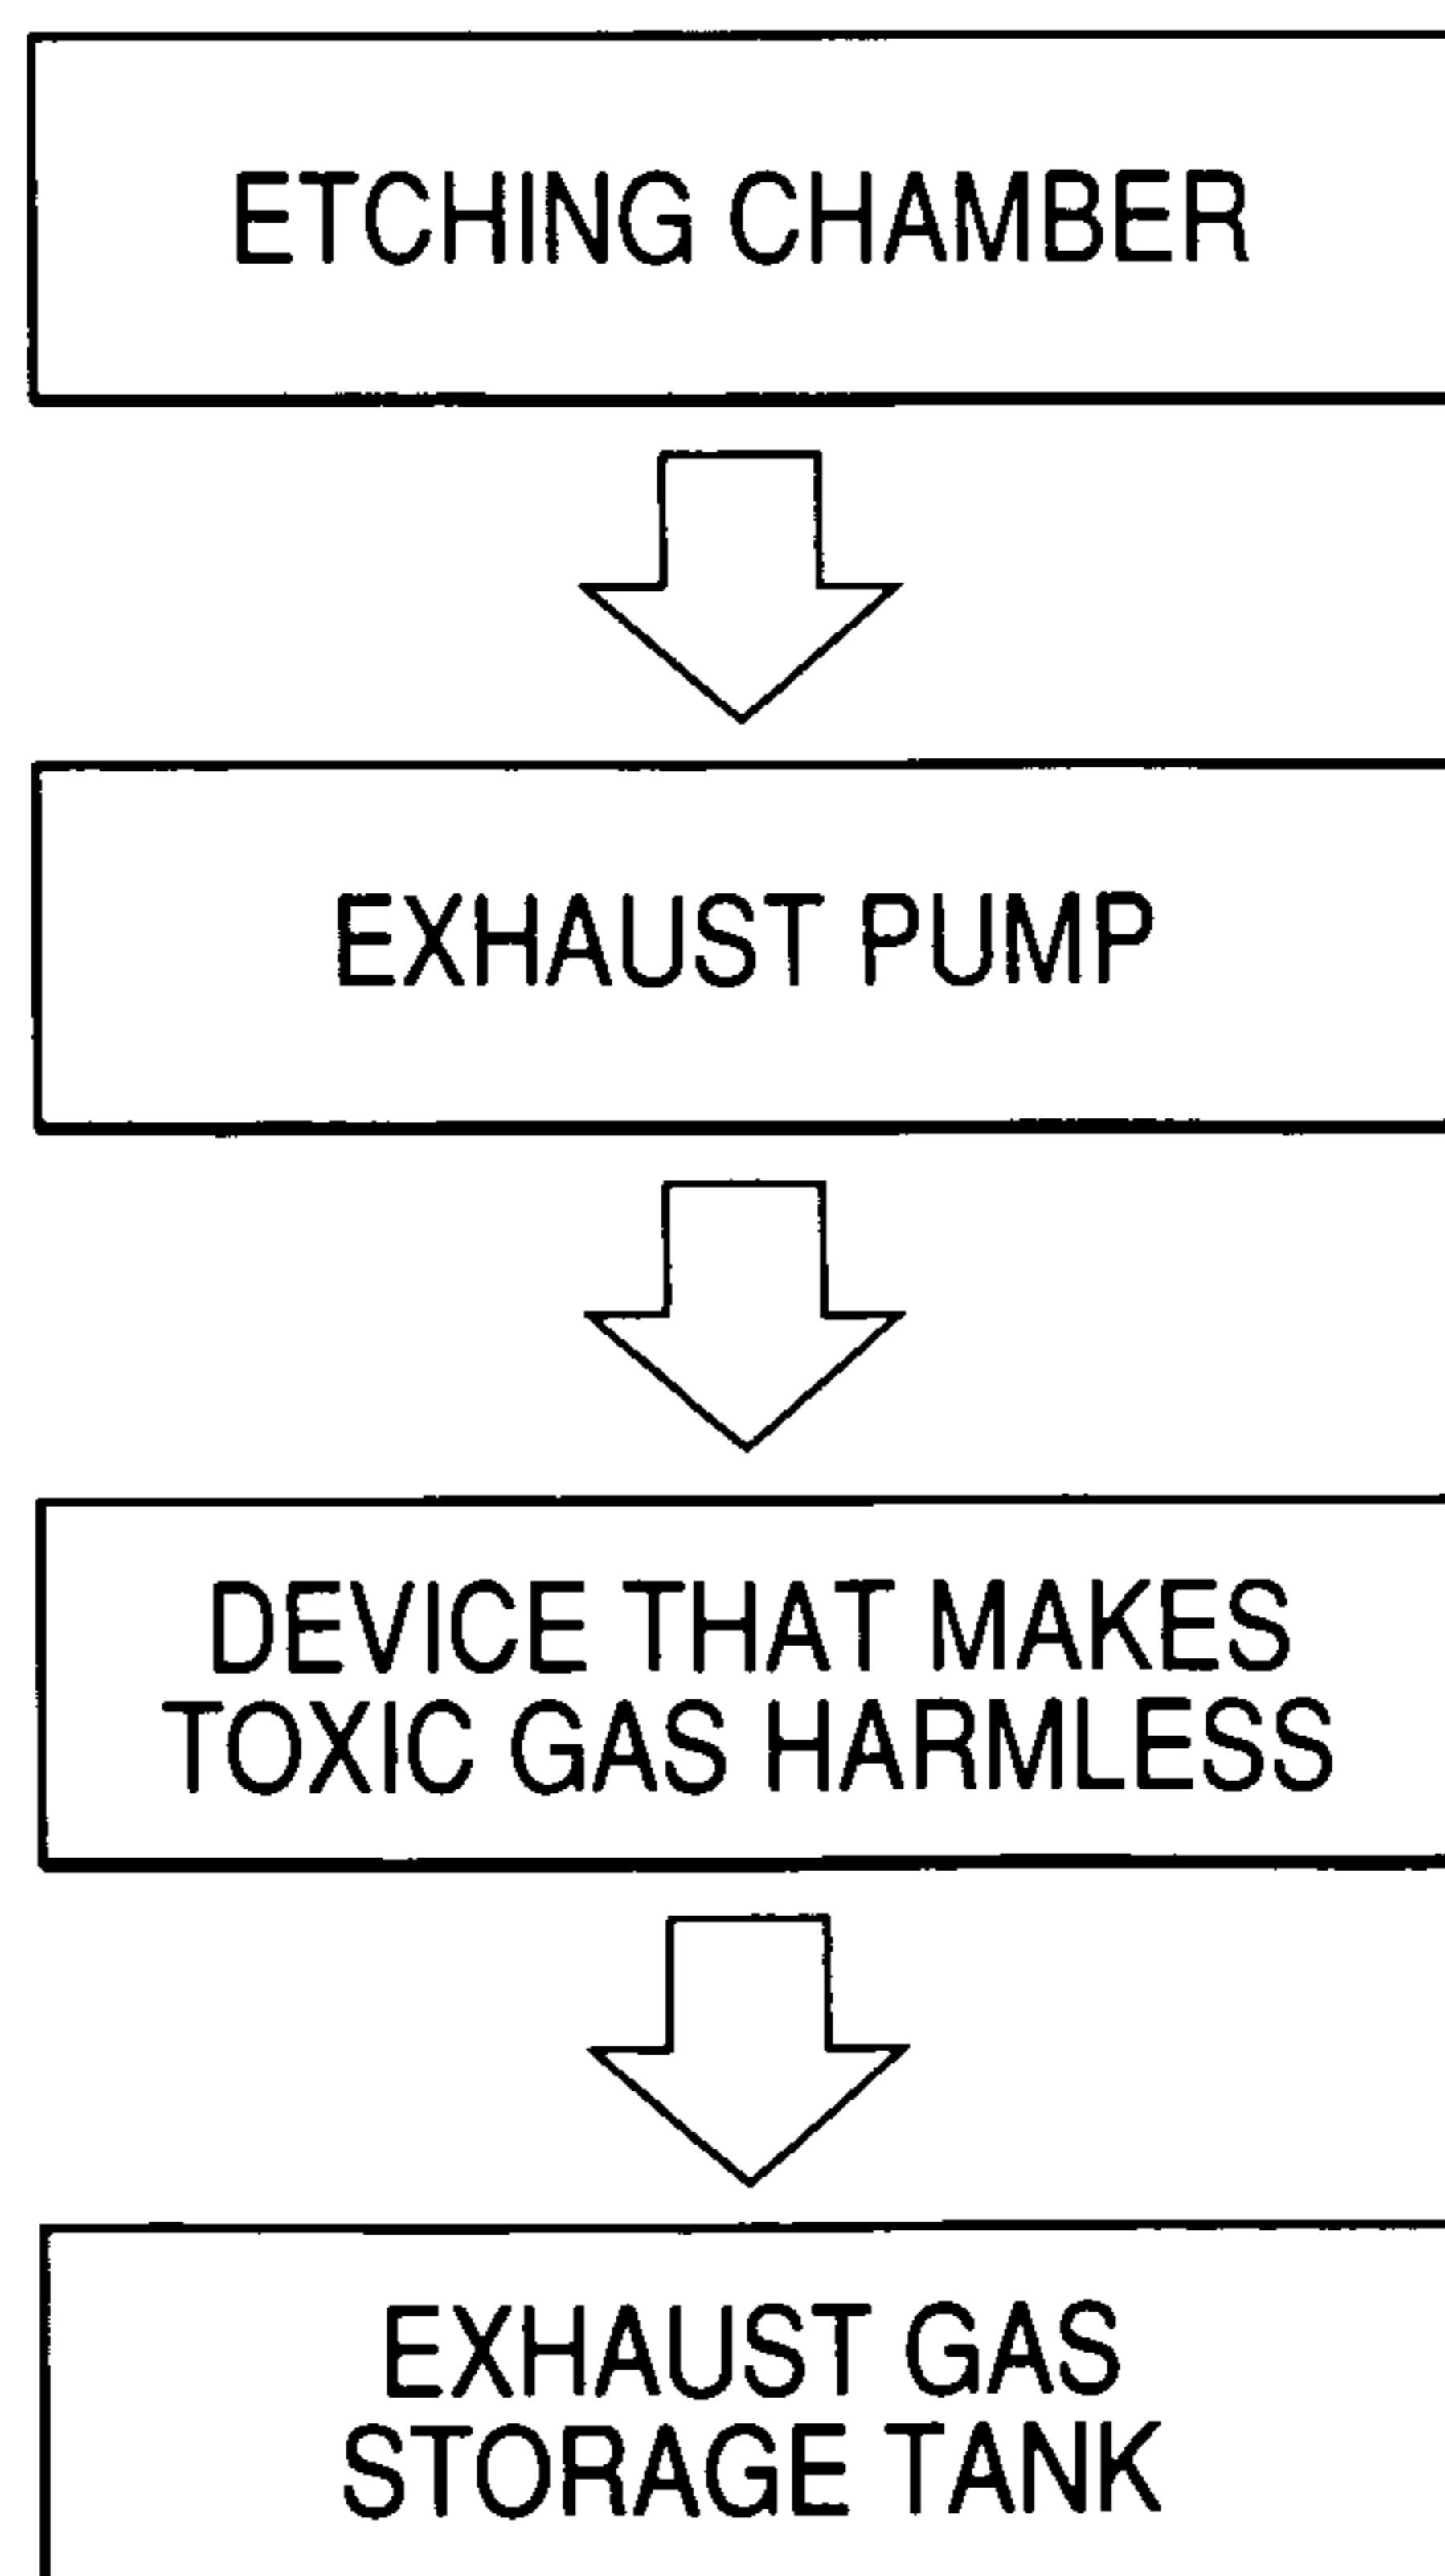 ETCHING CHAMBER
EXHAUST PUMP
DEVICE THAT MAKES
TOXIC GAS HARMLESS
EXHAUST GAS
STORAGE TANK